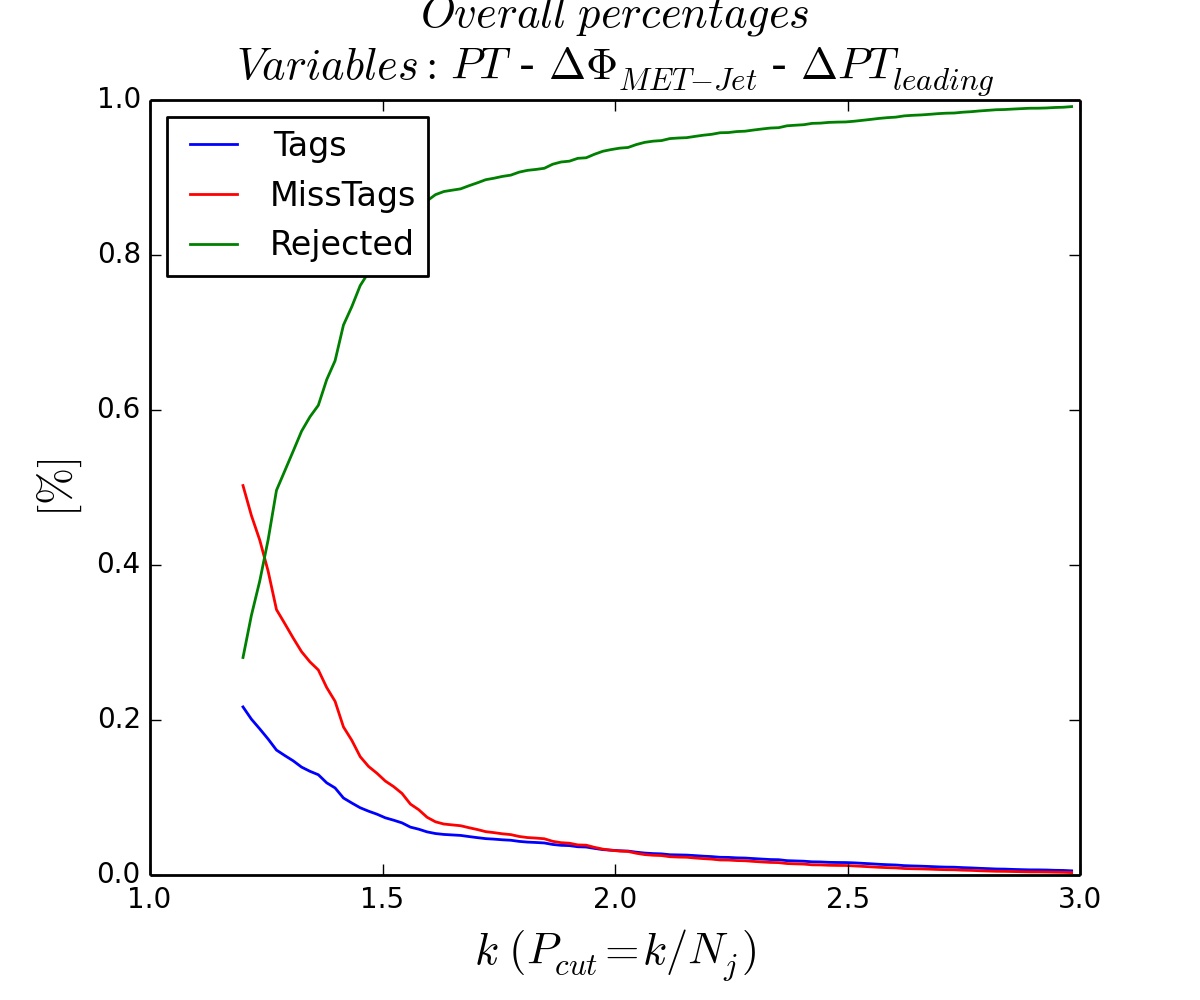 Overall percentages
Variables: PT - ΔΦ_MET−Jet - ΔPT_leading
1.0
0.8
0.6
0.4
0.2
0.0
[%]
Tags
MissTags
Rejected
1.0 1.5 2.0 2.5 3.0
k (P_cut=k/N_j)